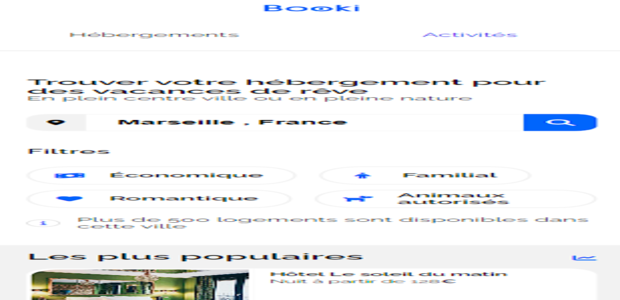 Booki
Hébergements Activités
Trouver votre hébergement pour
des vacances de rêve
En plein centre ville ou en pleine nature
Marseille , France
Filtres
Économique Familial
Romantique Animaux
autorisés
Plus de 500 logements sont disponibles dans
cette ville
Les plus populaires
Hôtel Le soleil du matin
Nuit à partir de 128€